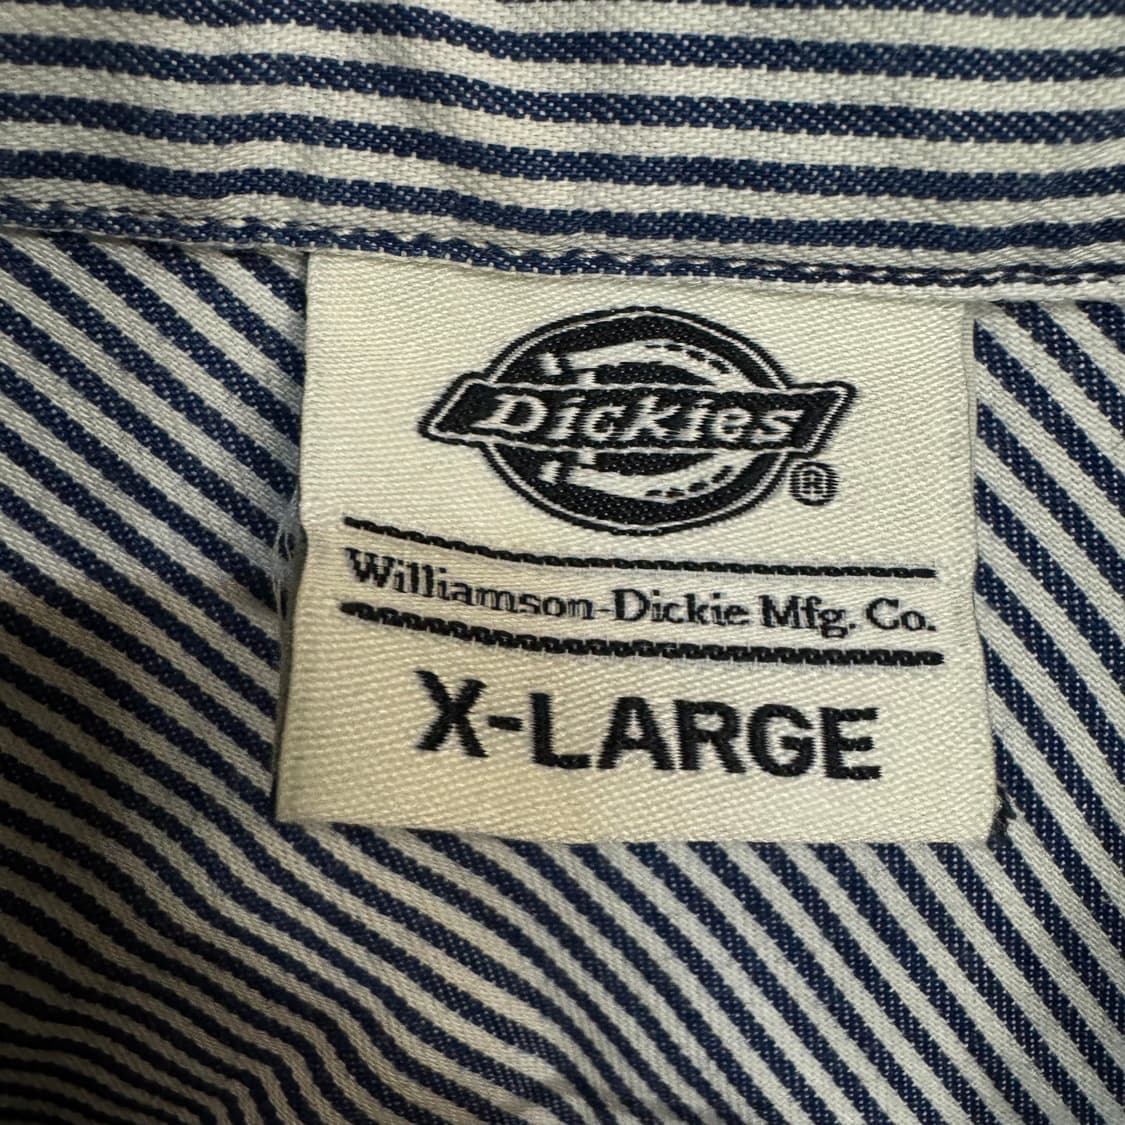 Dickies®
Williamson-Dickie Mfg. Co.
X-LARGE